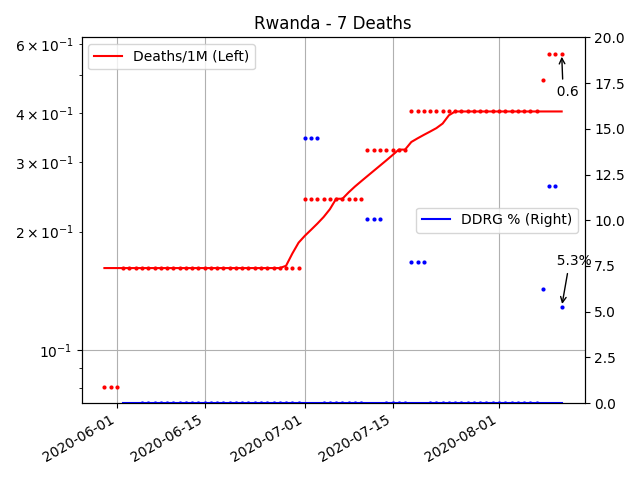 Rwanda - 7 Deaths
Deaths/1M (Left)
DDRG % (Right)
0.6
5.3%
6 × 10⁻¹
4 × 10⁻¹
3 × 10⁻¹
2 × 10⁻¹
10⁻¹
20.0
17.5
15.0
12.5
10.0
7.5
5.0
2.5
0.0
2020-06-01
2020-06-15
2020-07-01
2020-07-15
2020-08-01